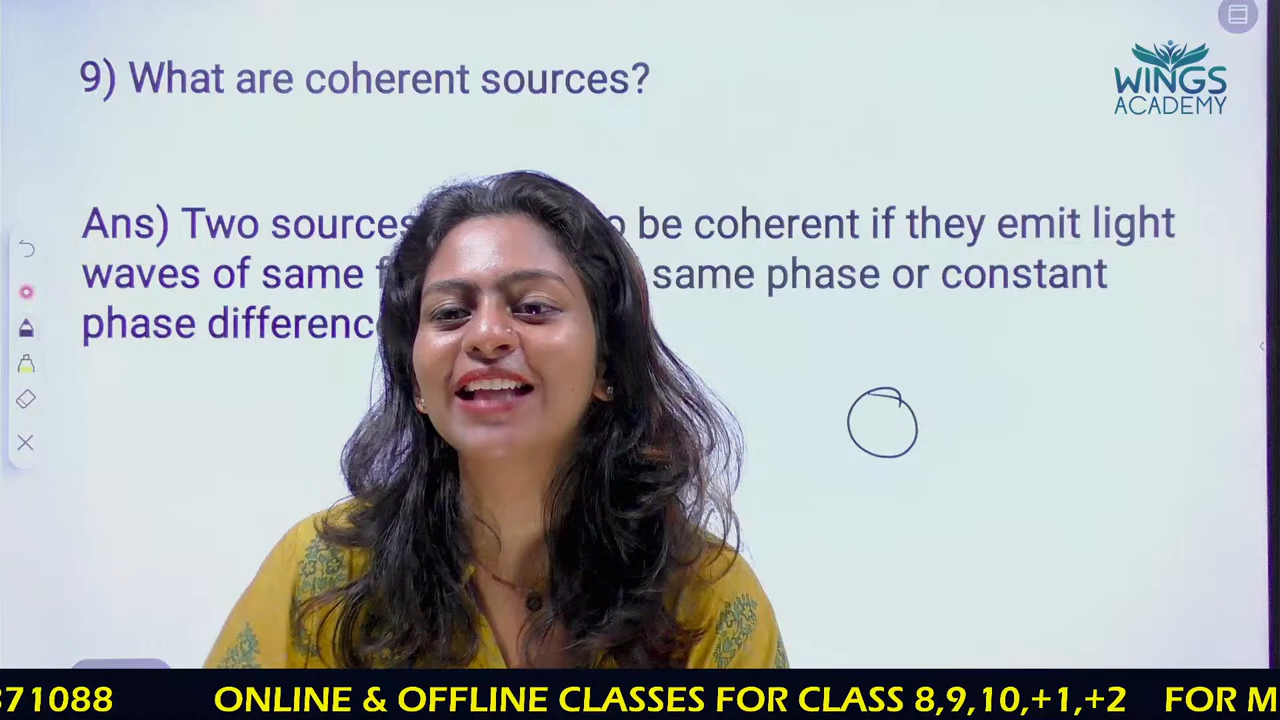 9) What are coherent sources?
WINGS
ACADEMY
Ans) Two sources be coherent if they emit light
waves of same same phase or constant
phase
371088 ONLINE & OFFLINE CLASSES FOR CLASS 8,9,10,+1,+2 FOR